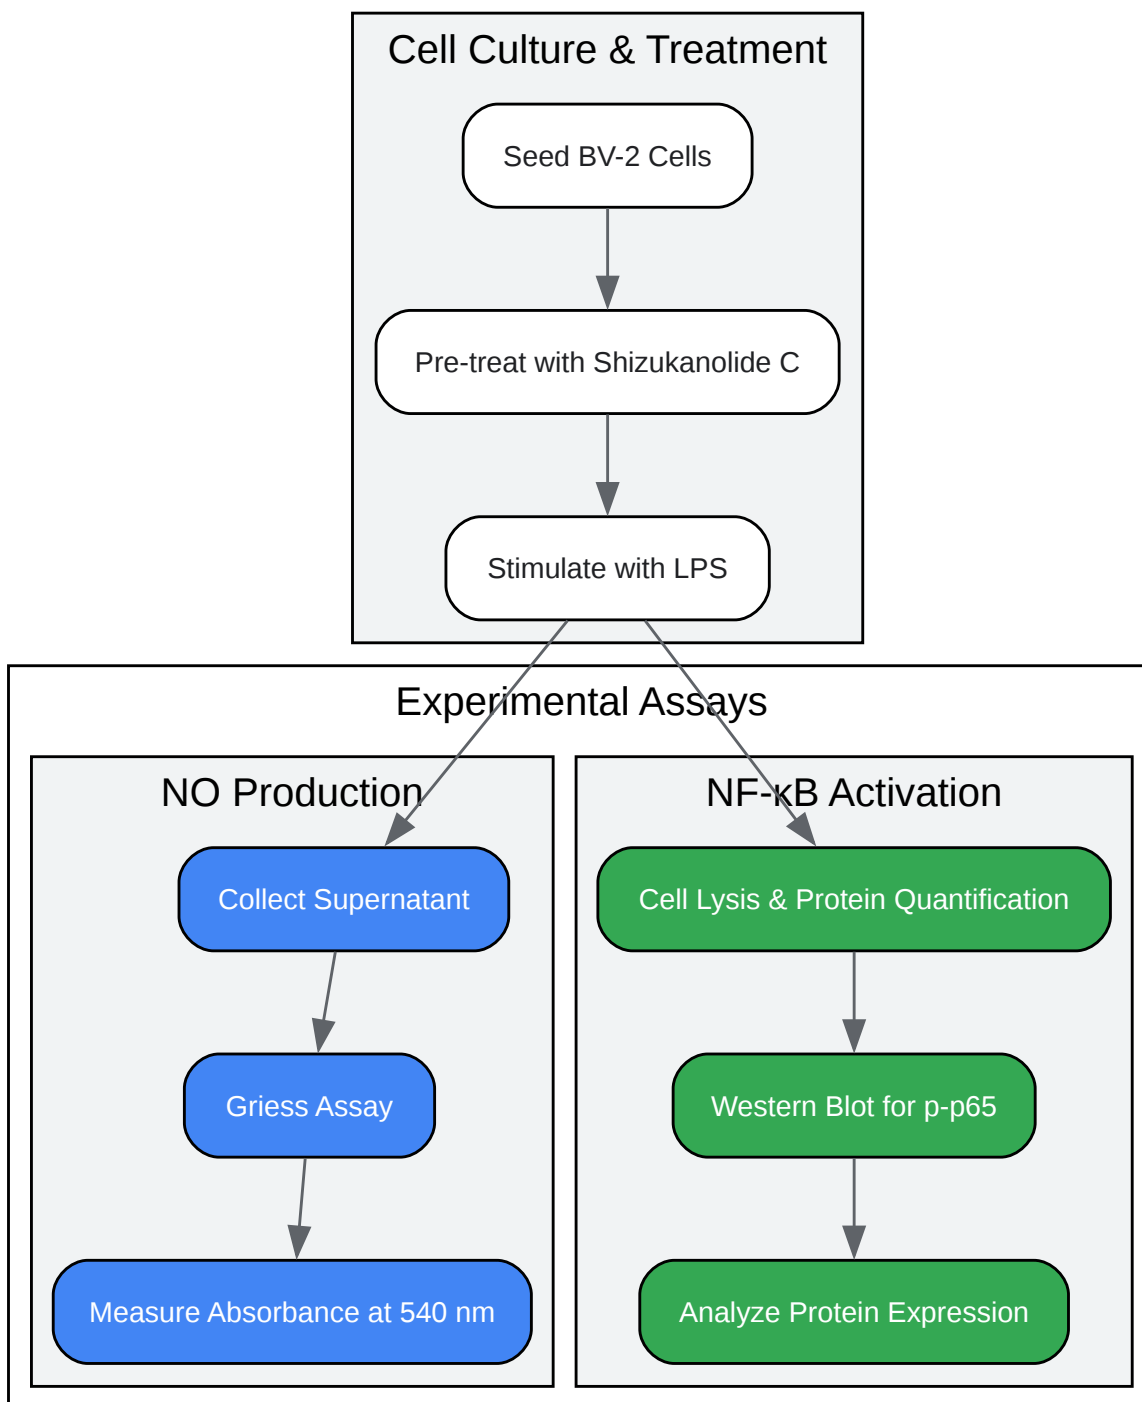 Cell Culture & Treatment
Seed BV-2 Cells
Pre-treat with Shizukanolide C
Stimulate with LPS
Experimental Assays
NO Production
Collect Supernatant
Griess Assay
Measure Absorbance at 540 nm
NF-κB Activation
Cell Lysis & Protein Quantification
Western Blot for p-p65
Analyze Protein Expression